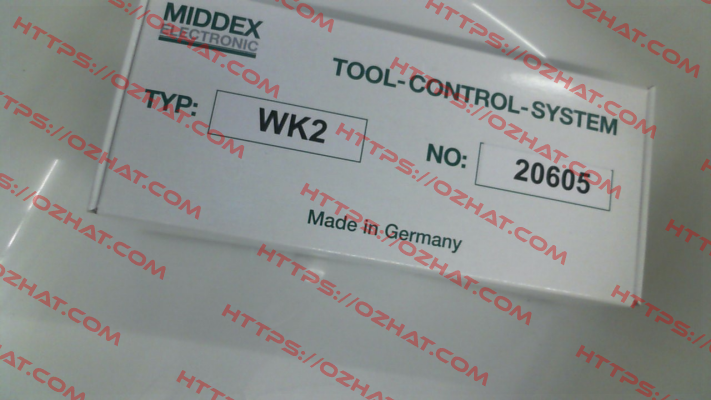 MIDDEX
ELECTRONIC
TOOL-CONTROL-SYSTEM
TYP: WK2
NO: 20605
Made in Germany
HTTPS://OZHAT.COM